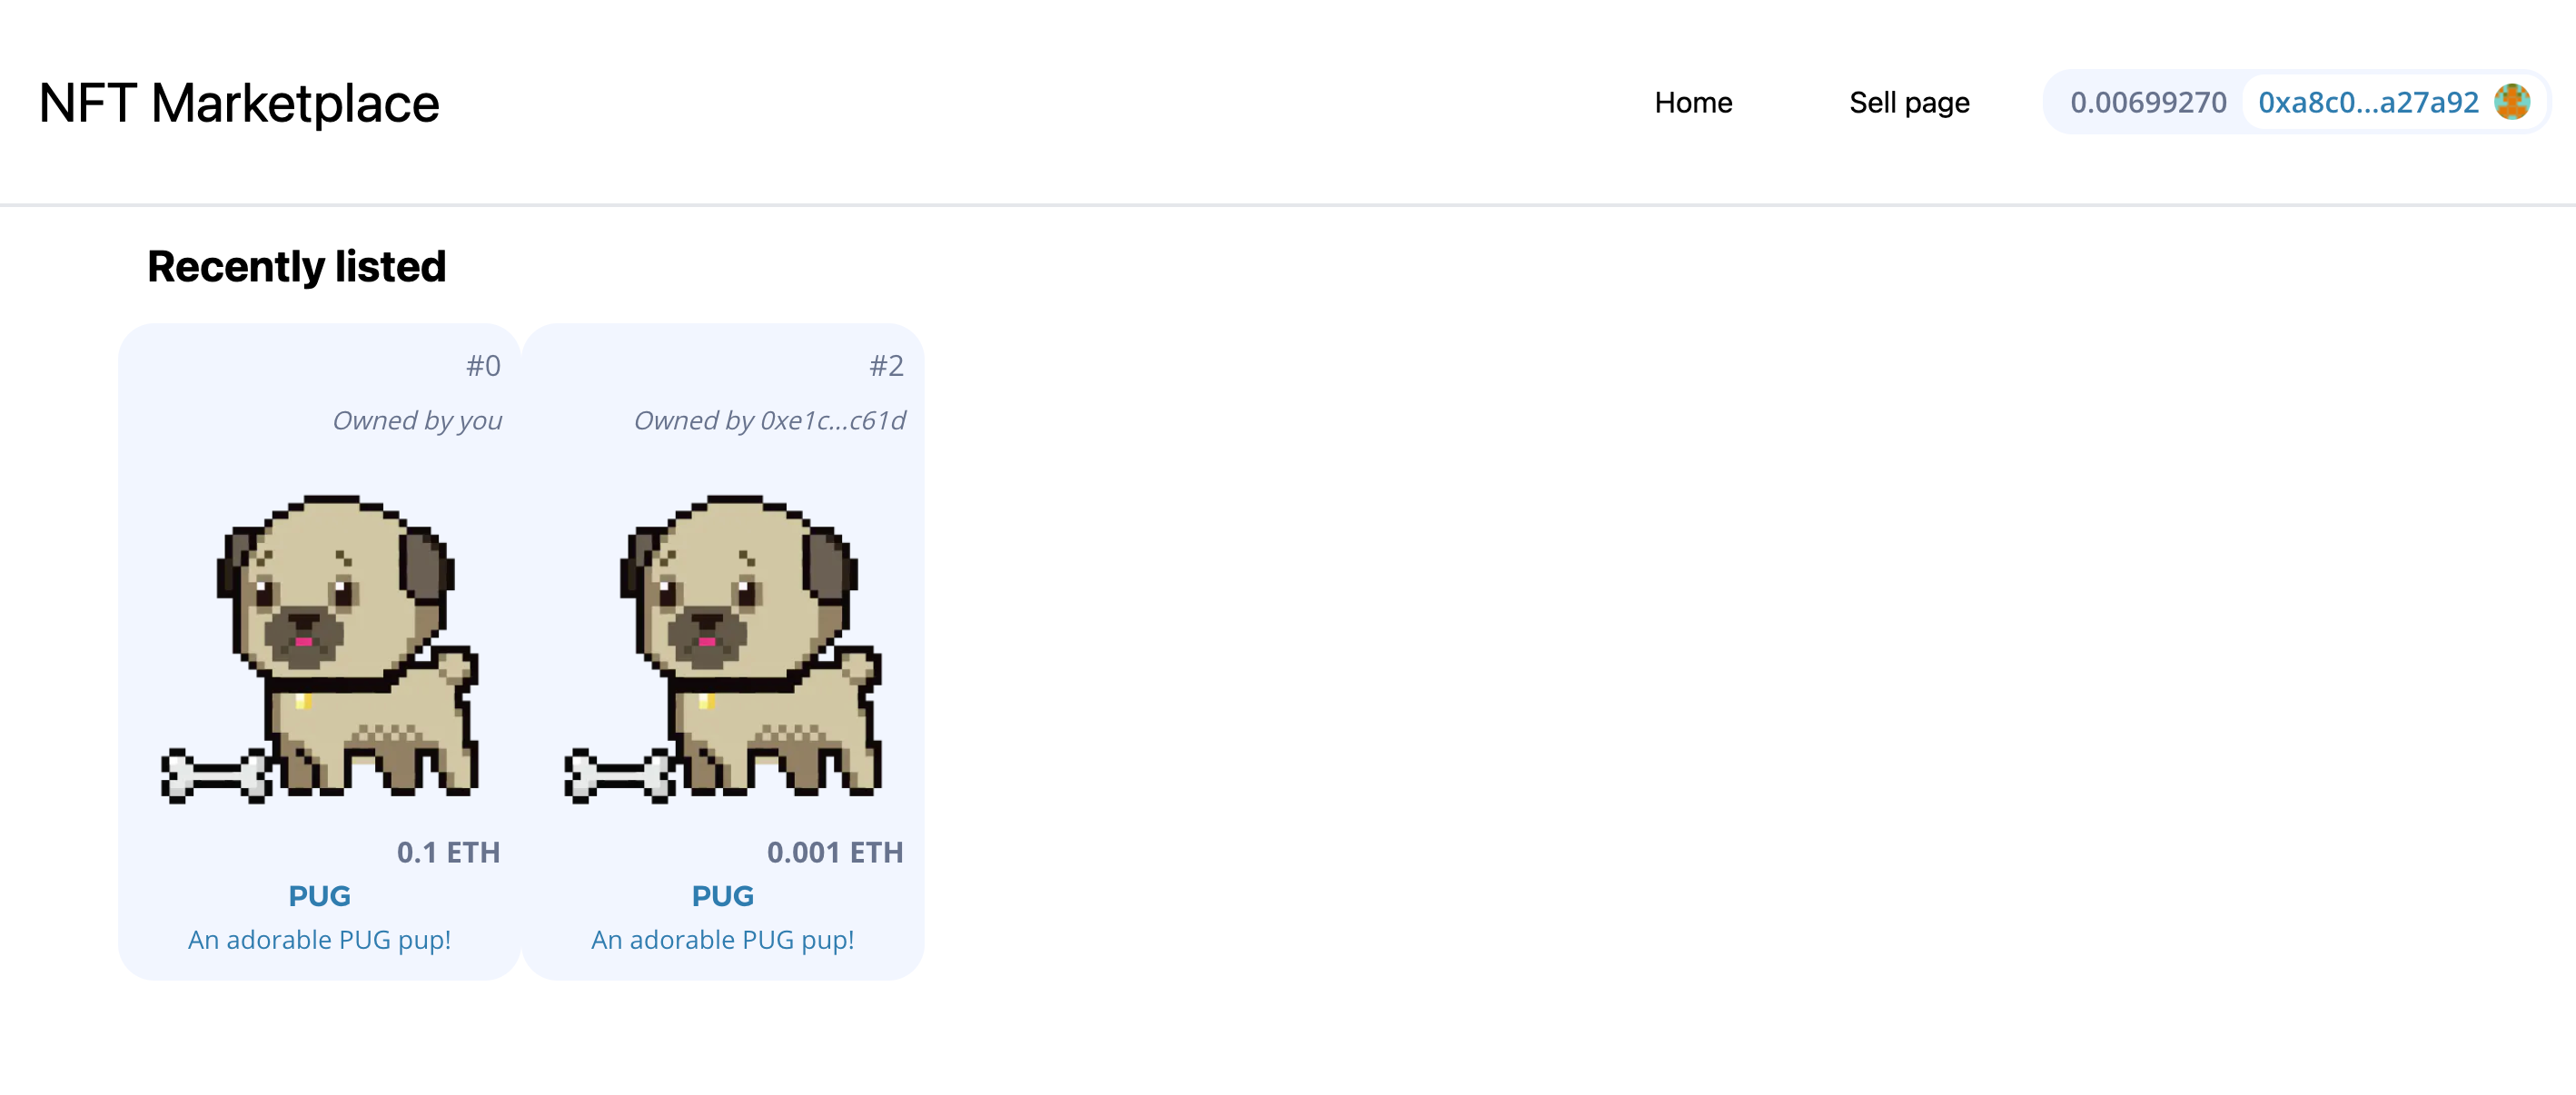 NFT Marketplace
Home
Sell page
0.00699270
0xa8c0...a27a92
Recently listed
#0
Owned by you
0.1 ETH
PUG
An adorable PUG pup!
#2
Owned by 0xe1c...c61d
0.001 ETH
PUG
An adorable PUG pup!